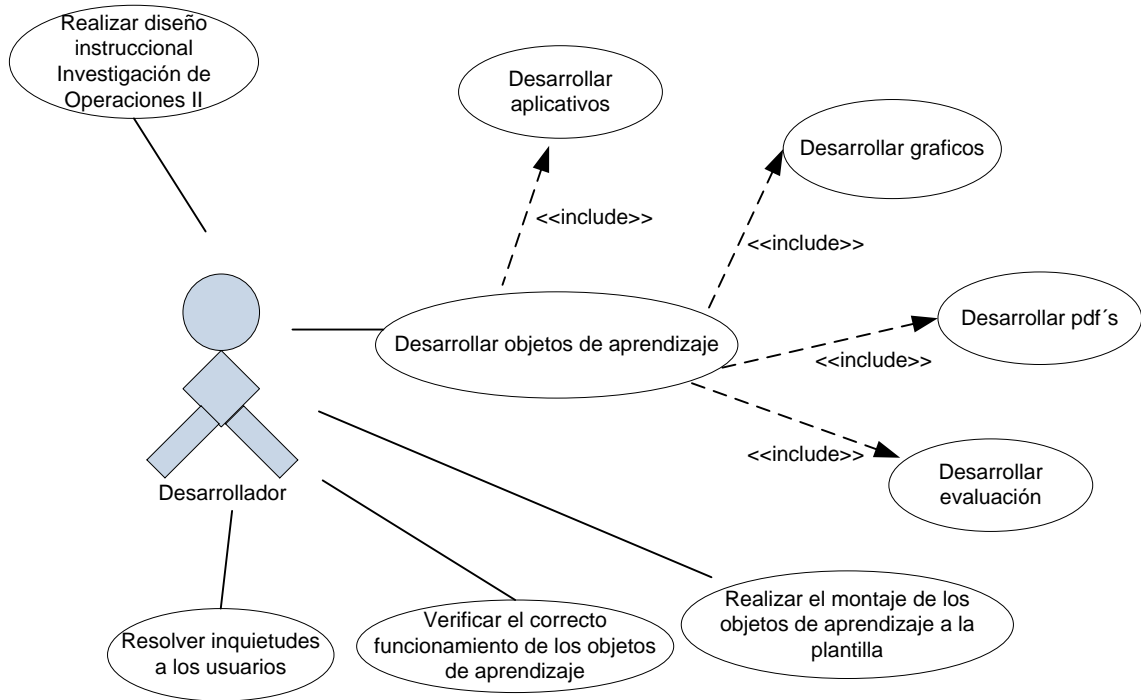 Realizar diseño
instruccional
Investigación de
Operaciones II
Desarrollar
aplicativos
Desarrollar graficos
<<include>>
<<include>>
Desarrollar pdf´s
Desarrollar objetos de aprendizaje
<<include>>
<<include>>
Desarrollar
evaluación
Desarrollador
Resolver inquietudes
a los usuarios
Verificar el correcto
funcionamiento de los objetos
de aprendizaje
Realizar el montaje de los
objetos de aprendizaje a la
plantilla